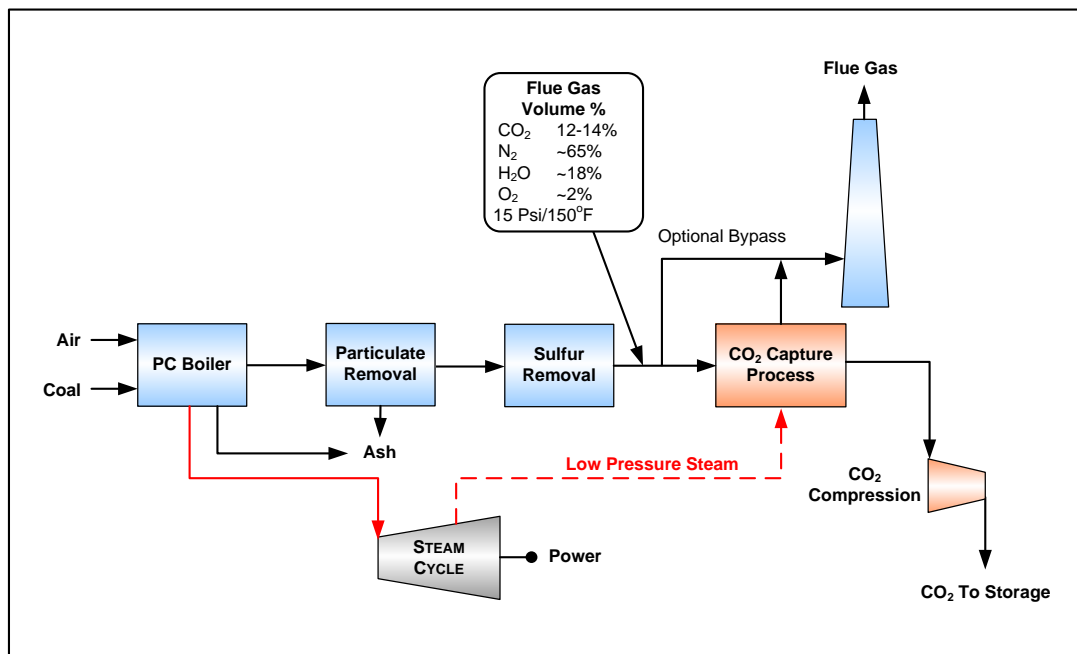 Flue Gas
Flue Gas
Volume %
CO₂ 12-14%
N₂ ~65%
H₂O ~18%
O₂ ~2%
15 Psi/150°F
Optional Bypass
Air
Coal
PC Boiler
Particulate
Removal
Sulfur
Removal
CO₂ Capture
Process
Ash
Low Pressure Steam
CO₂
Compression
STEAM
CYCLE
Power
CO₂ To Storage